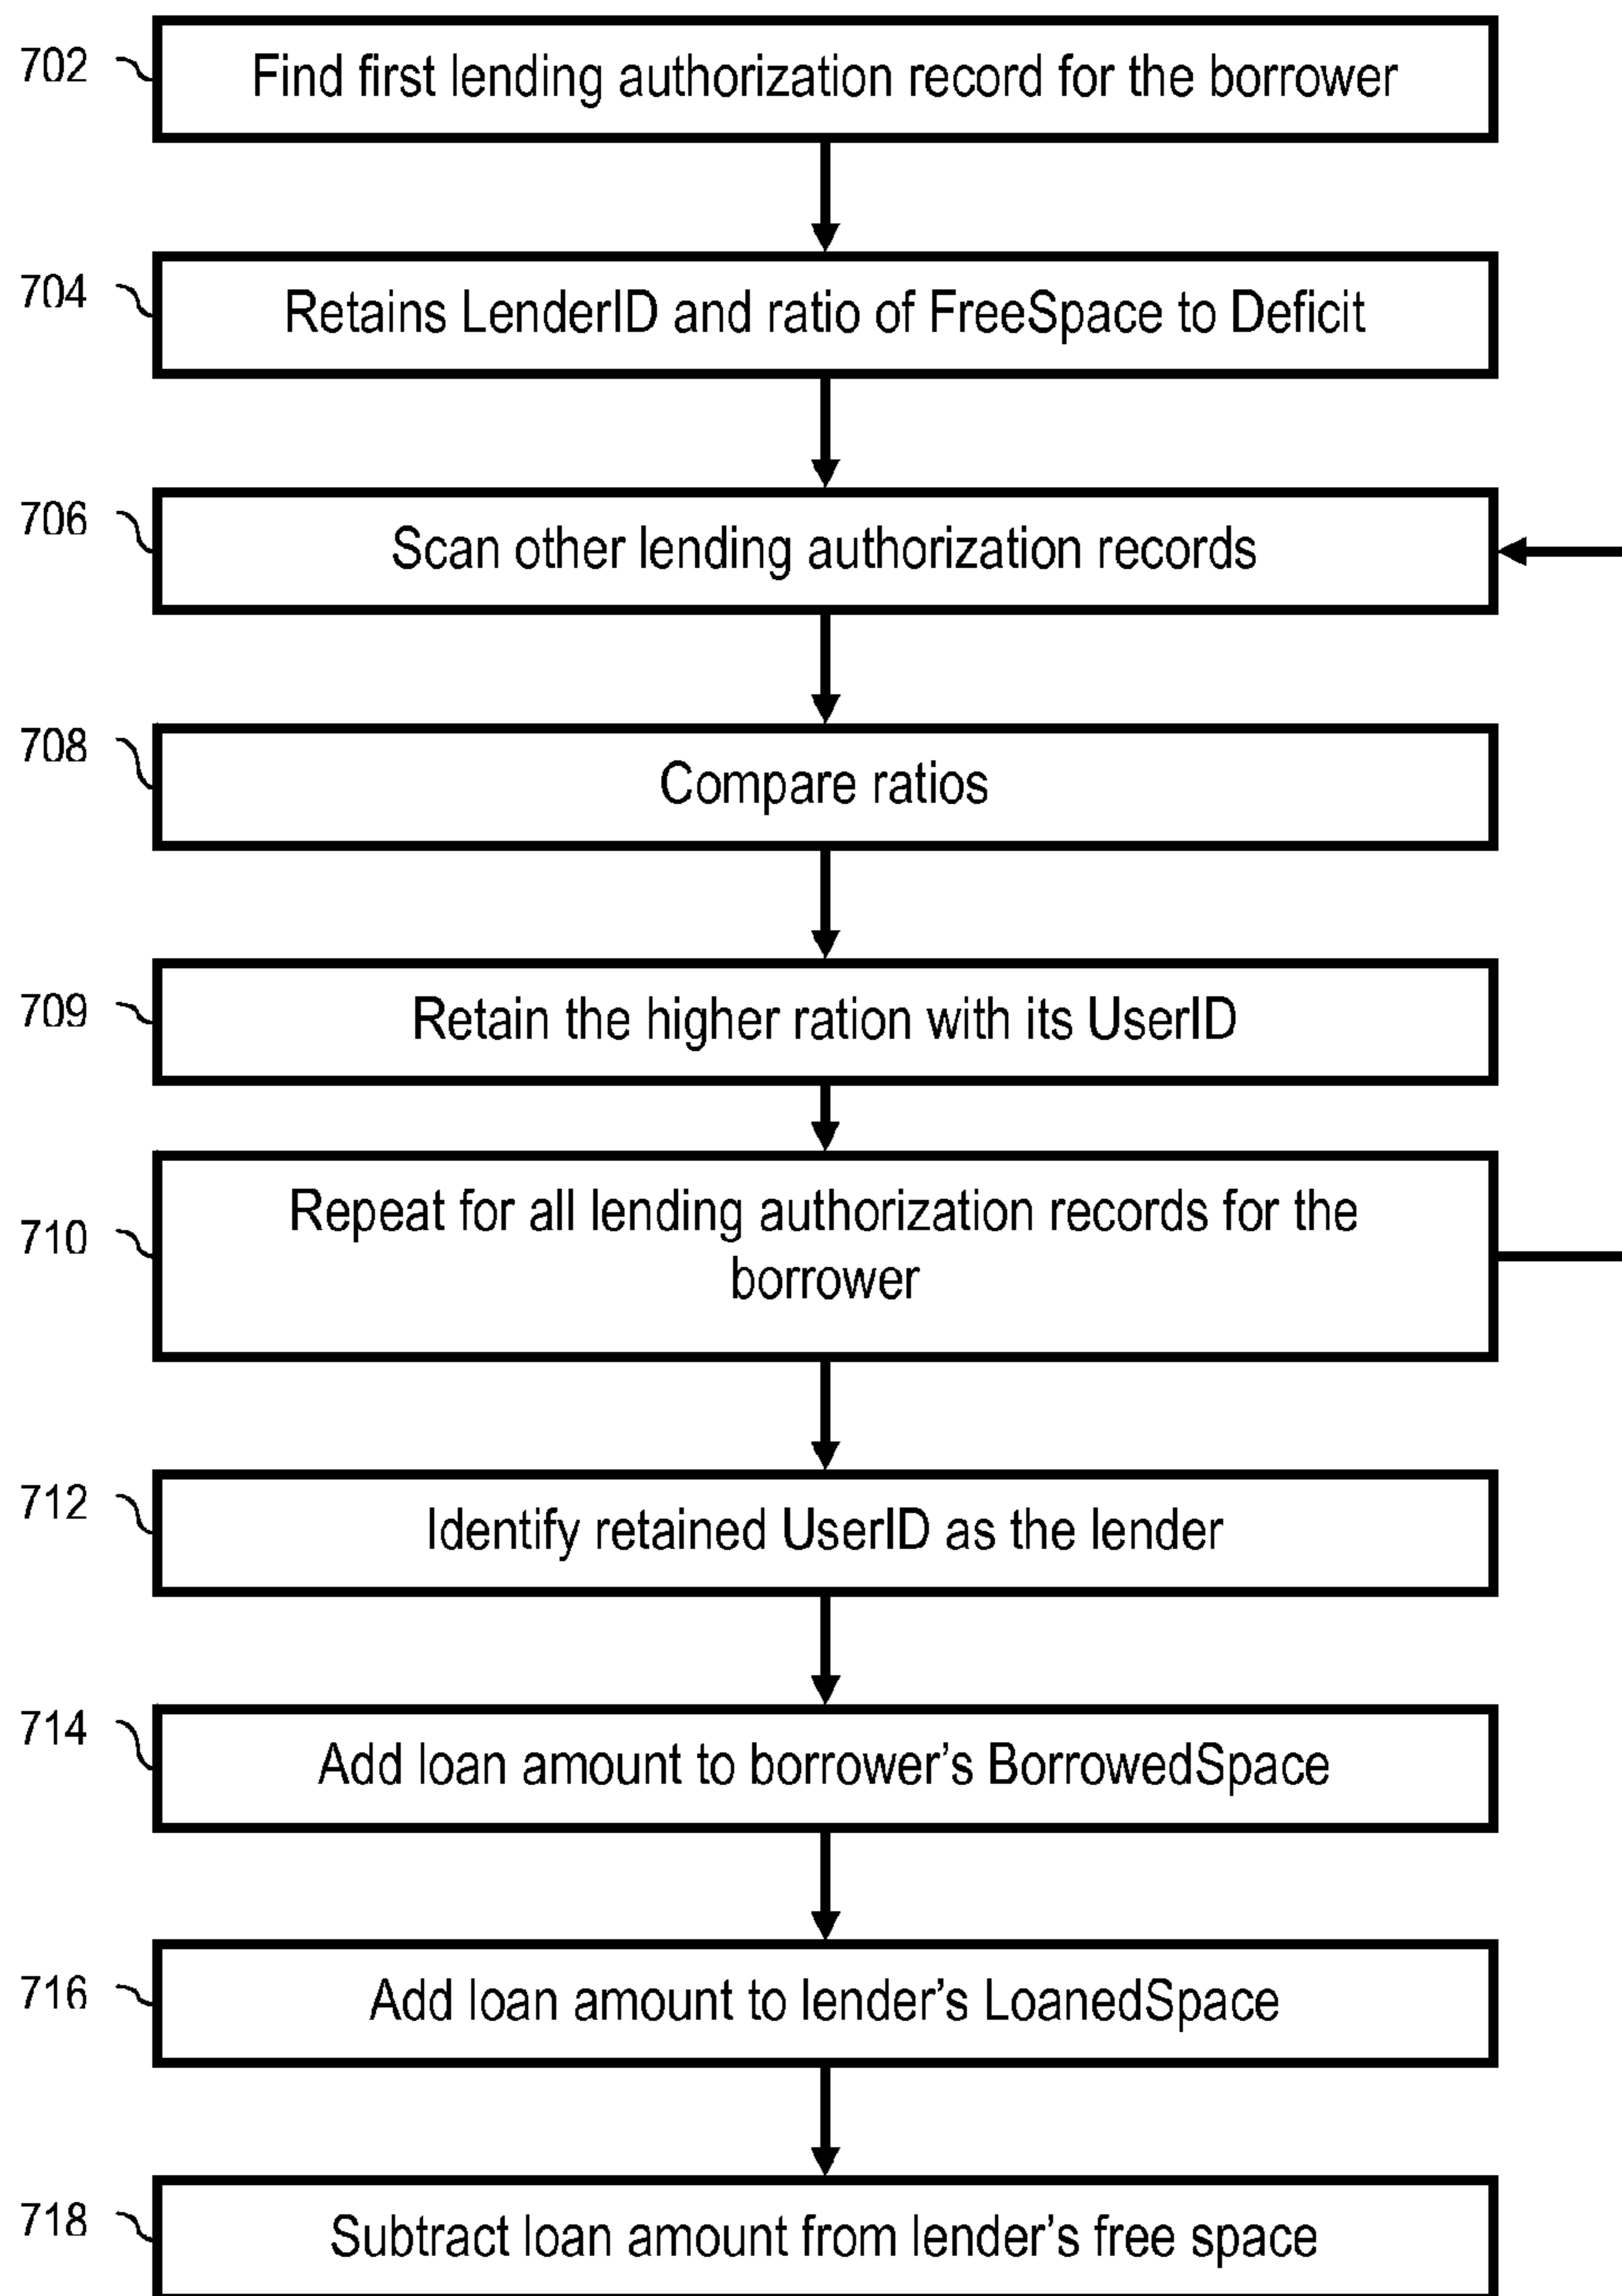 702
Find first lending authorization record for the borrower
704
Retains LenderID and ratio of FreeSpace to Deficit
706
Scan other lending authorization records
708
Compare ratios
709
Retain the higher ration with its UserID
710
Repeat for all lending authorization records for the
borrower
712
Identify retained UserID as the lender
714
Add loan amount to borrower’s BorrowedSpace
716
Add loan amount to lender’s LoanedSpace
718
Subtract loan amount from lender’s free space